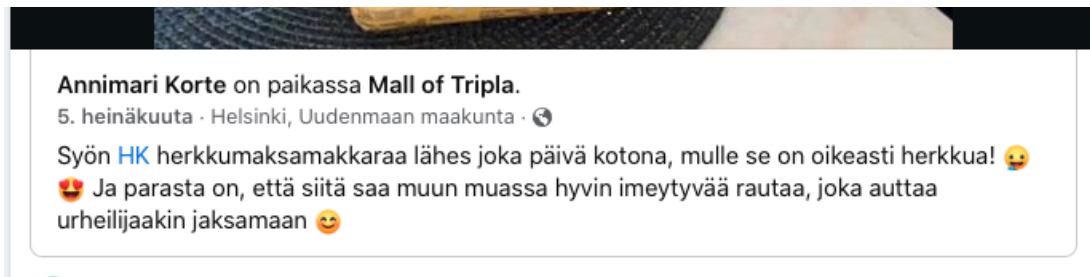 Annimari Korte on paikassa Mall of Tripla.
5. heinäkuuta · Helsinki, Uudenmaan maakunta ·
Syön HK herkkumaksamakkaraa lähes joka päivä kotona, mulle se on oikeasti herkkua! 🤪
😍 Ja parasta on, että siitä saa muun muassa hyvin imeytyvää rautaa, joka auttaa
urheilijaakin jaksamaan 😊